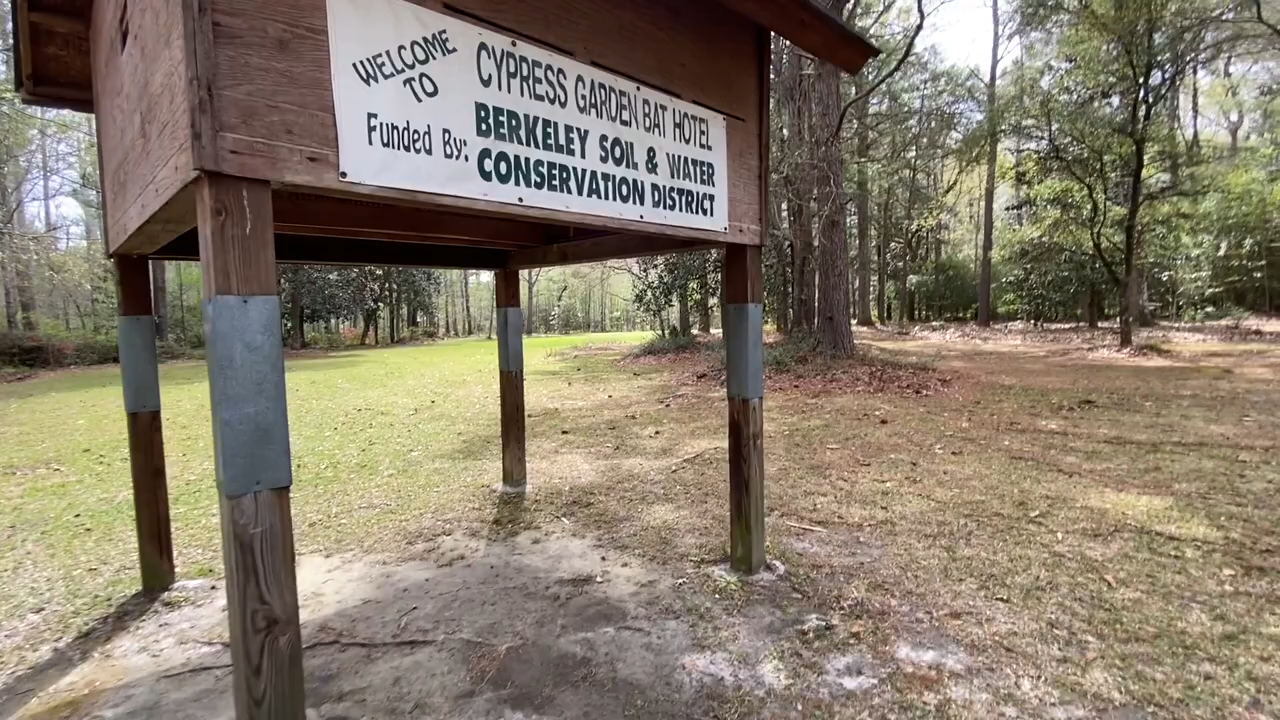 WELCOME
TO
CYPRESS GARDEN BAT HOTEL
Funded By:
BERKELEY SOIL & WATER
CONSERVATION DISTRICT